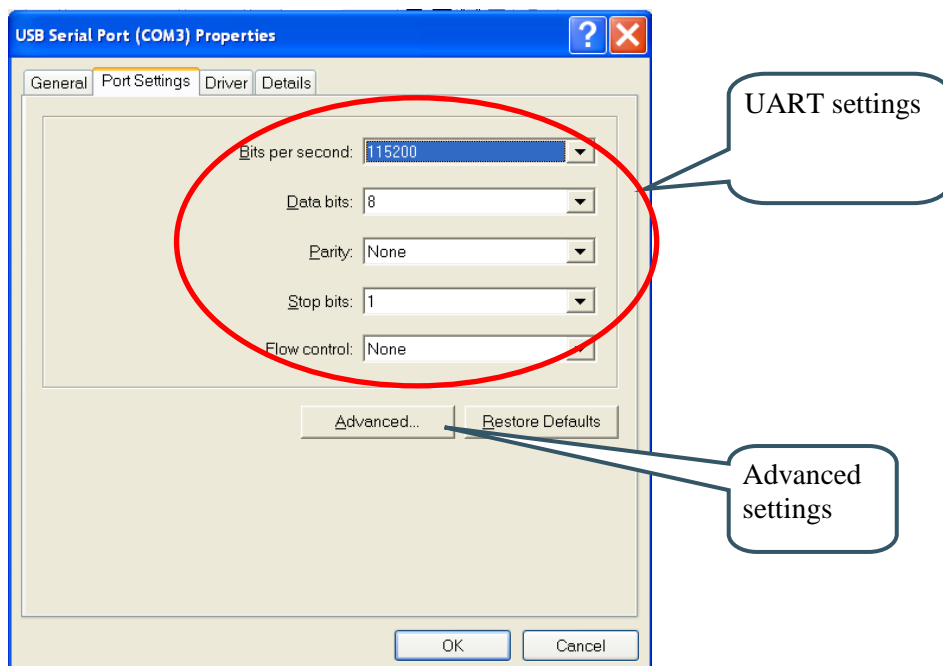 USB Serial Port (COM3) Properties
General Port Settings Driver Details
UART settings
Bits per second: 115200
Data bits: 8
Parity: None
Stop bits: 1
Flow control: None
Advanced... Restore Defaults
Advanced
settings
OK Cancel